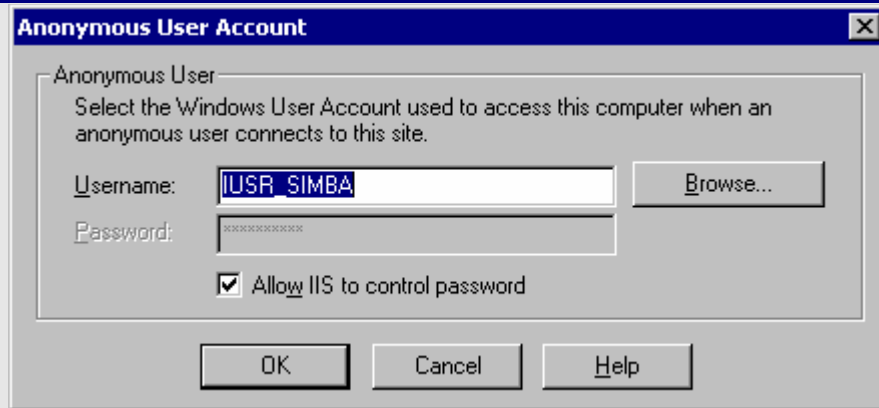 Anonymous User Account
Anonymous User
Select the Windows User Account used to access this computer when an
anonymous user connects to this site.
Username: IUSR_SIMBA Browse...
Password: **********
Allow IIS to control password
OK Cancel Help